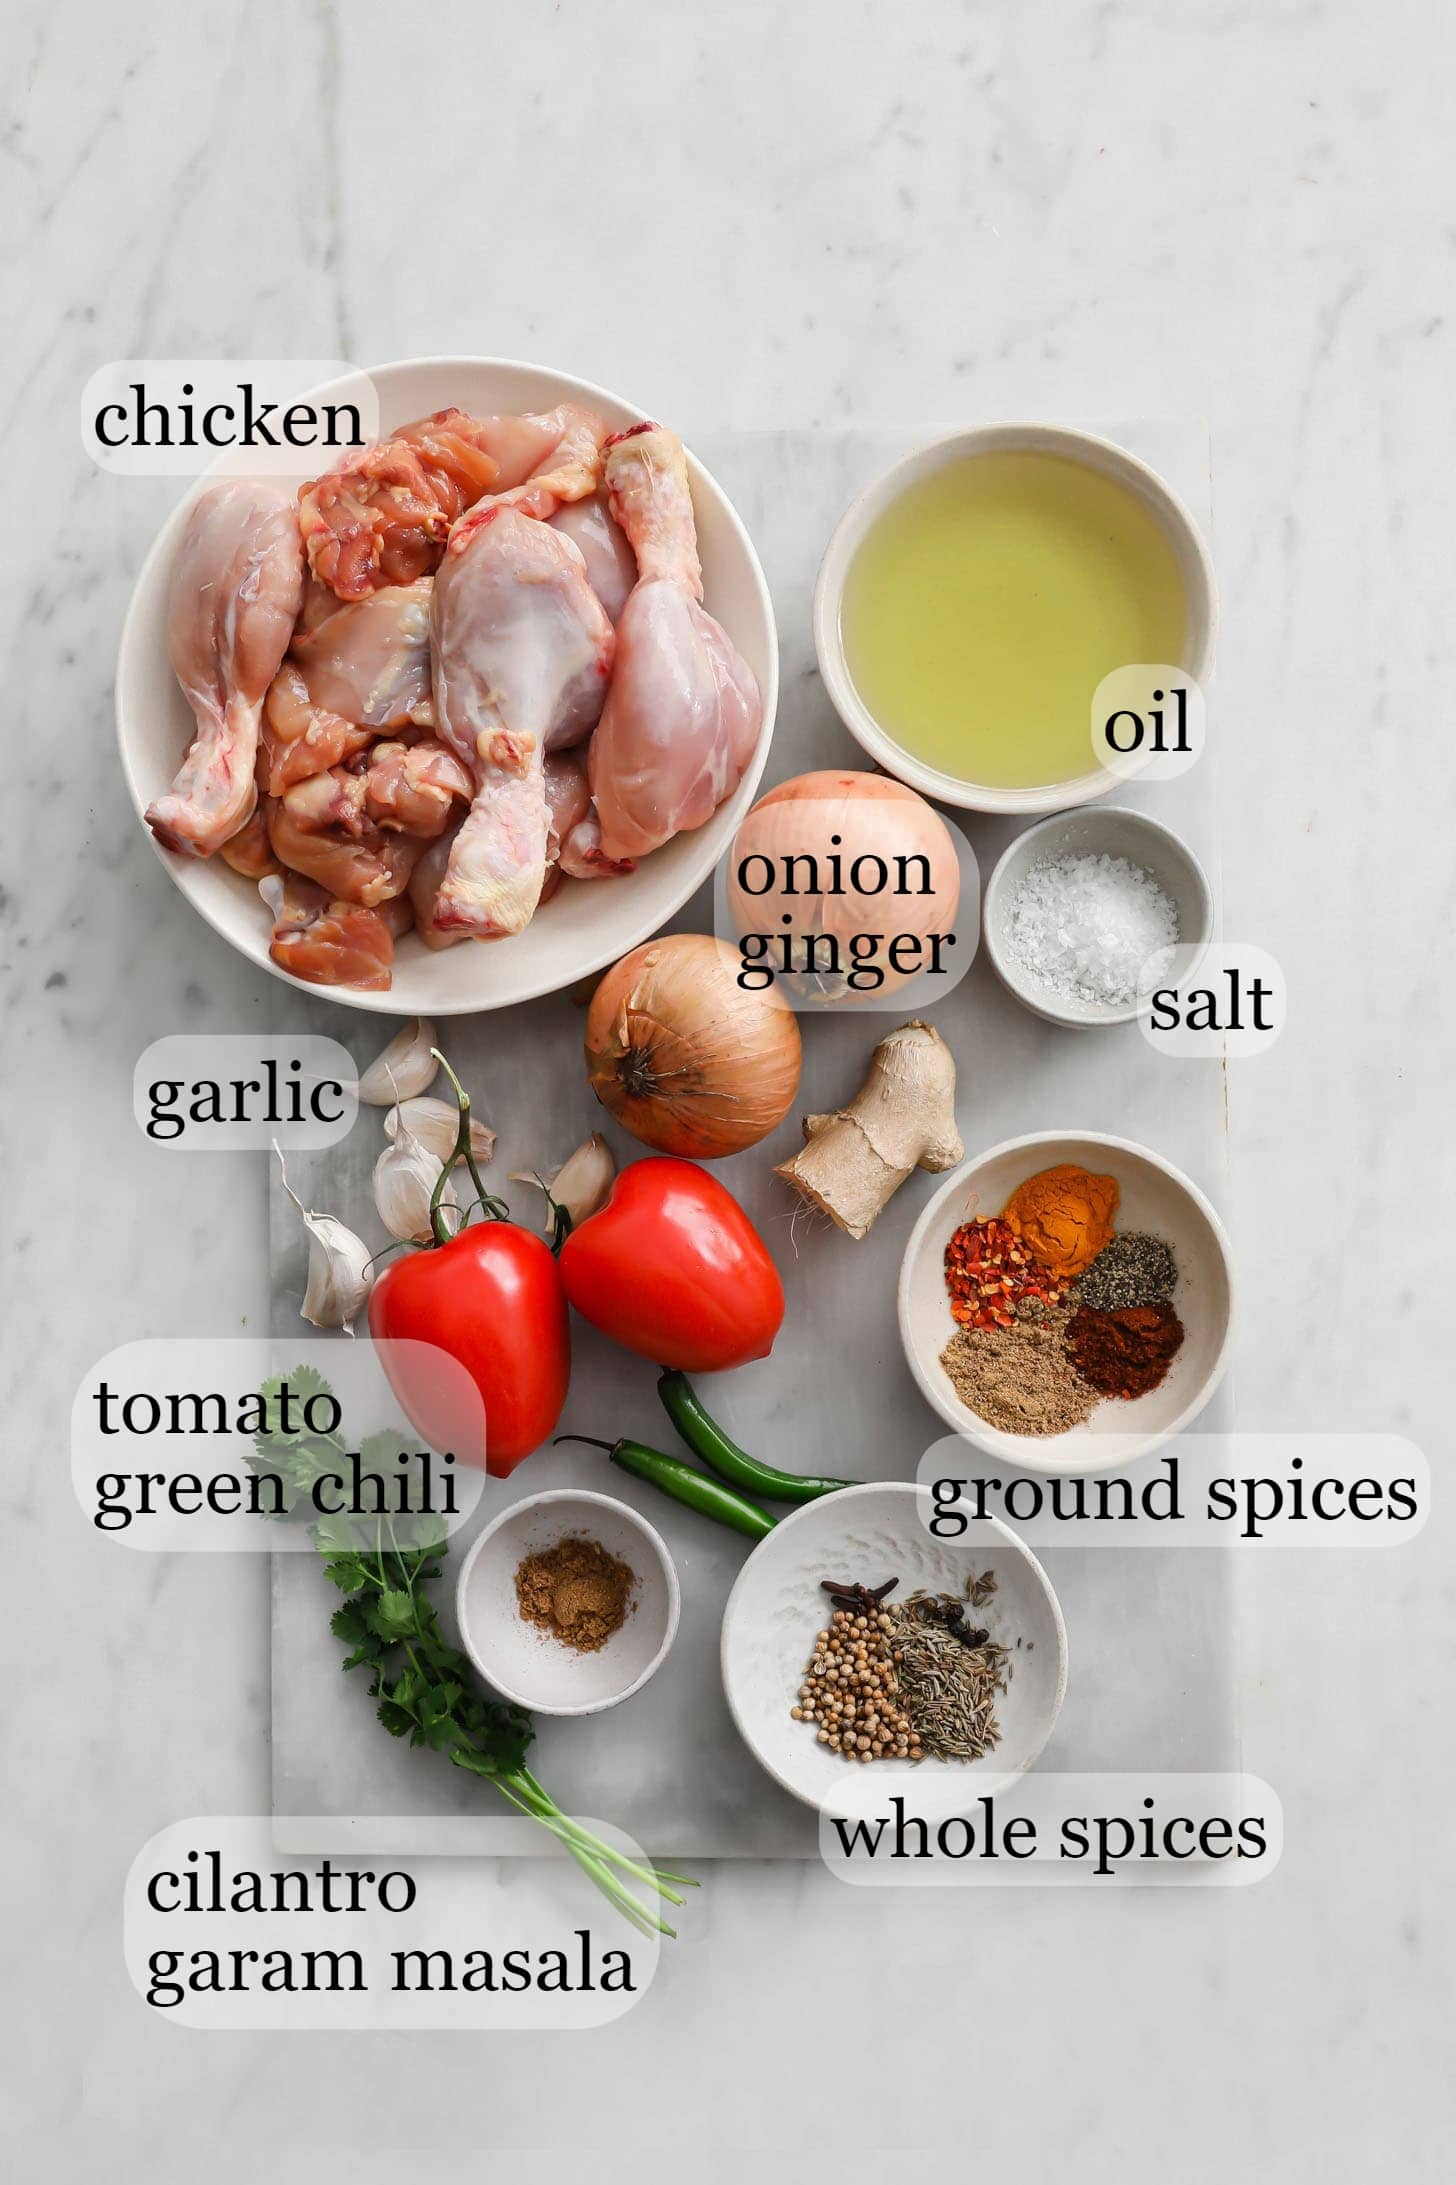 chicken
oil
onion
ginger
salt
garlic
tomato
green chili
ground spices
whole spices
cilantro
garam masala